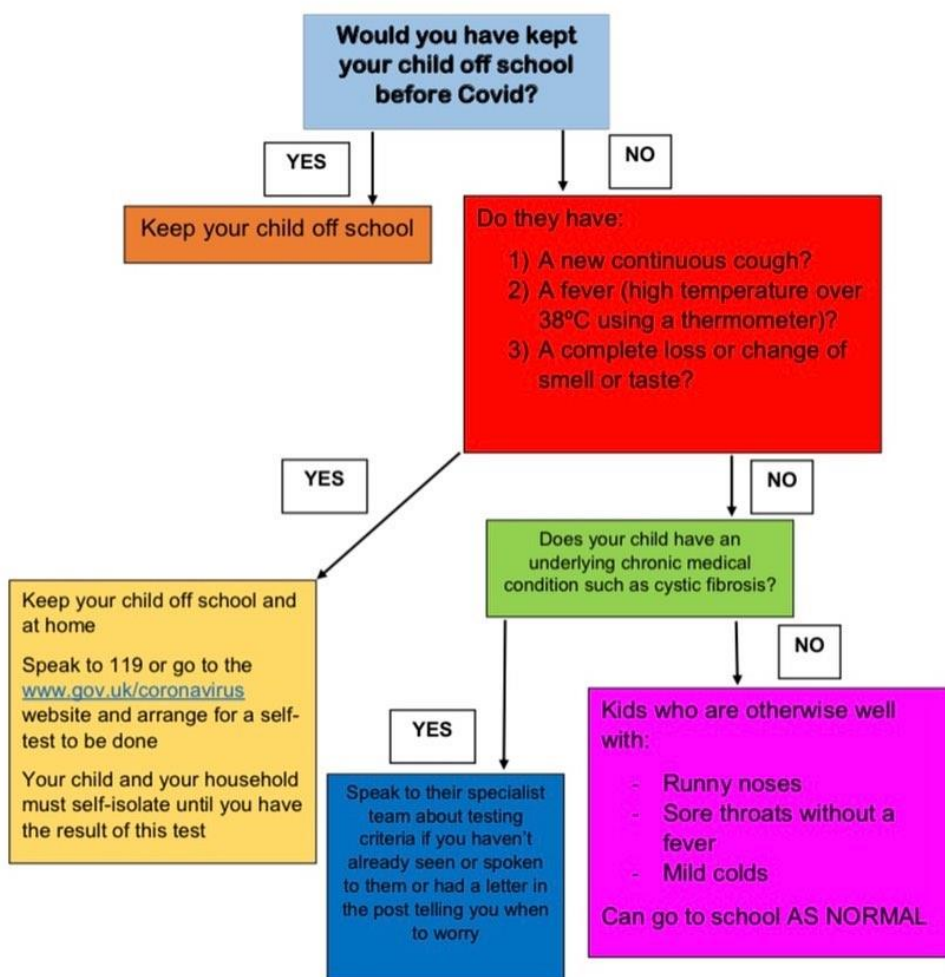 Would you have kept
your child off school
before Covid?
YES
NO
Keep your child off school
Do they have:
1) A new continuous cough?
2) A fever (high temperature over
38ºC using a thermometer)?
3) A complete loss or change of
smell or taste?
YES
NO
Does your child have an
underlying chronic medical
condition such as cystic fibrosis?
Keep your child off school and
at home
Speak to 119 or go to the
www.gov.uk/coronavirus
website and arrange for a self-
test to be done
Your child and your household
must self-isolate until you have
the result of this test
YES
NO
Speak to their specialist
team about testing
criteria if you haven't
already seen or spoken
to them or had a letter in
the post telling you when
to worry
Kids who are otherwise well
with:
- Runny noses
- Sore throats without a
fever
- Mild colds
Can go to school AS NORMAL